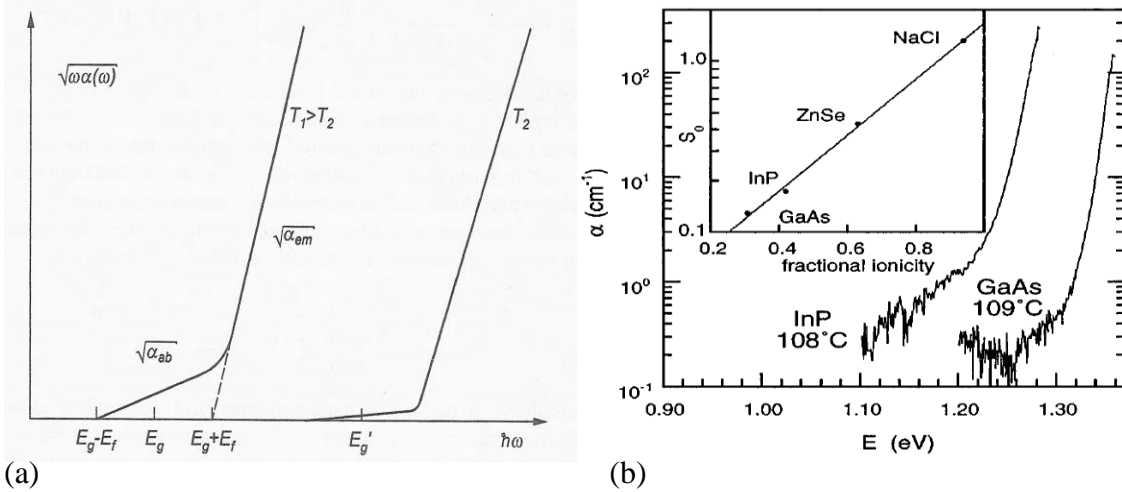 √ωα(ω)
T₁>T₂
T₂
√α_em
√α_ab
E_g-E_f
E_g
E_g+E_f
E_g'
ħω
(a)
α (cm⁻¹)
10²
10¹
10⁰
10⁻¹
0.90
1.00
1.10
1.20
1.30
E (eV)
S₀
1.0
0.1
0.2
0.4
0.6
0.8
fractional ionicity
NaCl
ZnSe
InP
GaAs
InP
108°C
GaAs
109°C
(b)